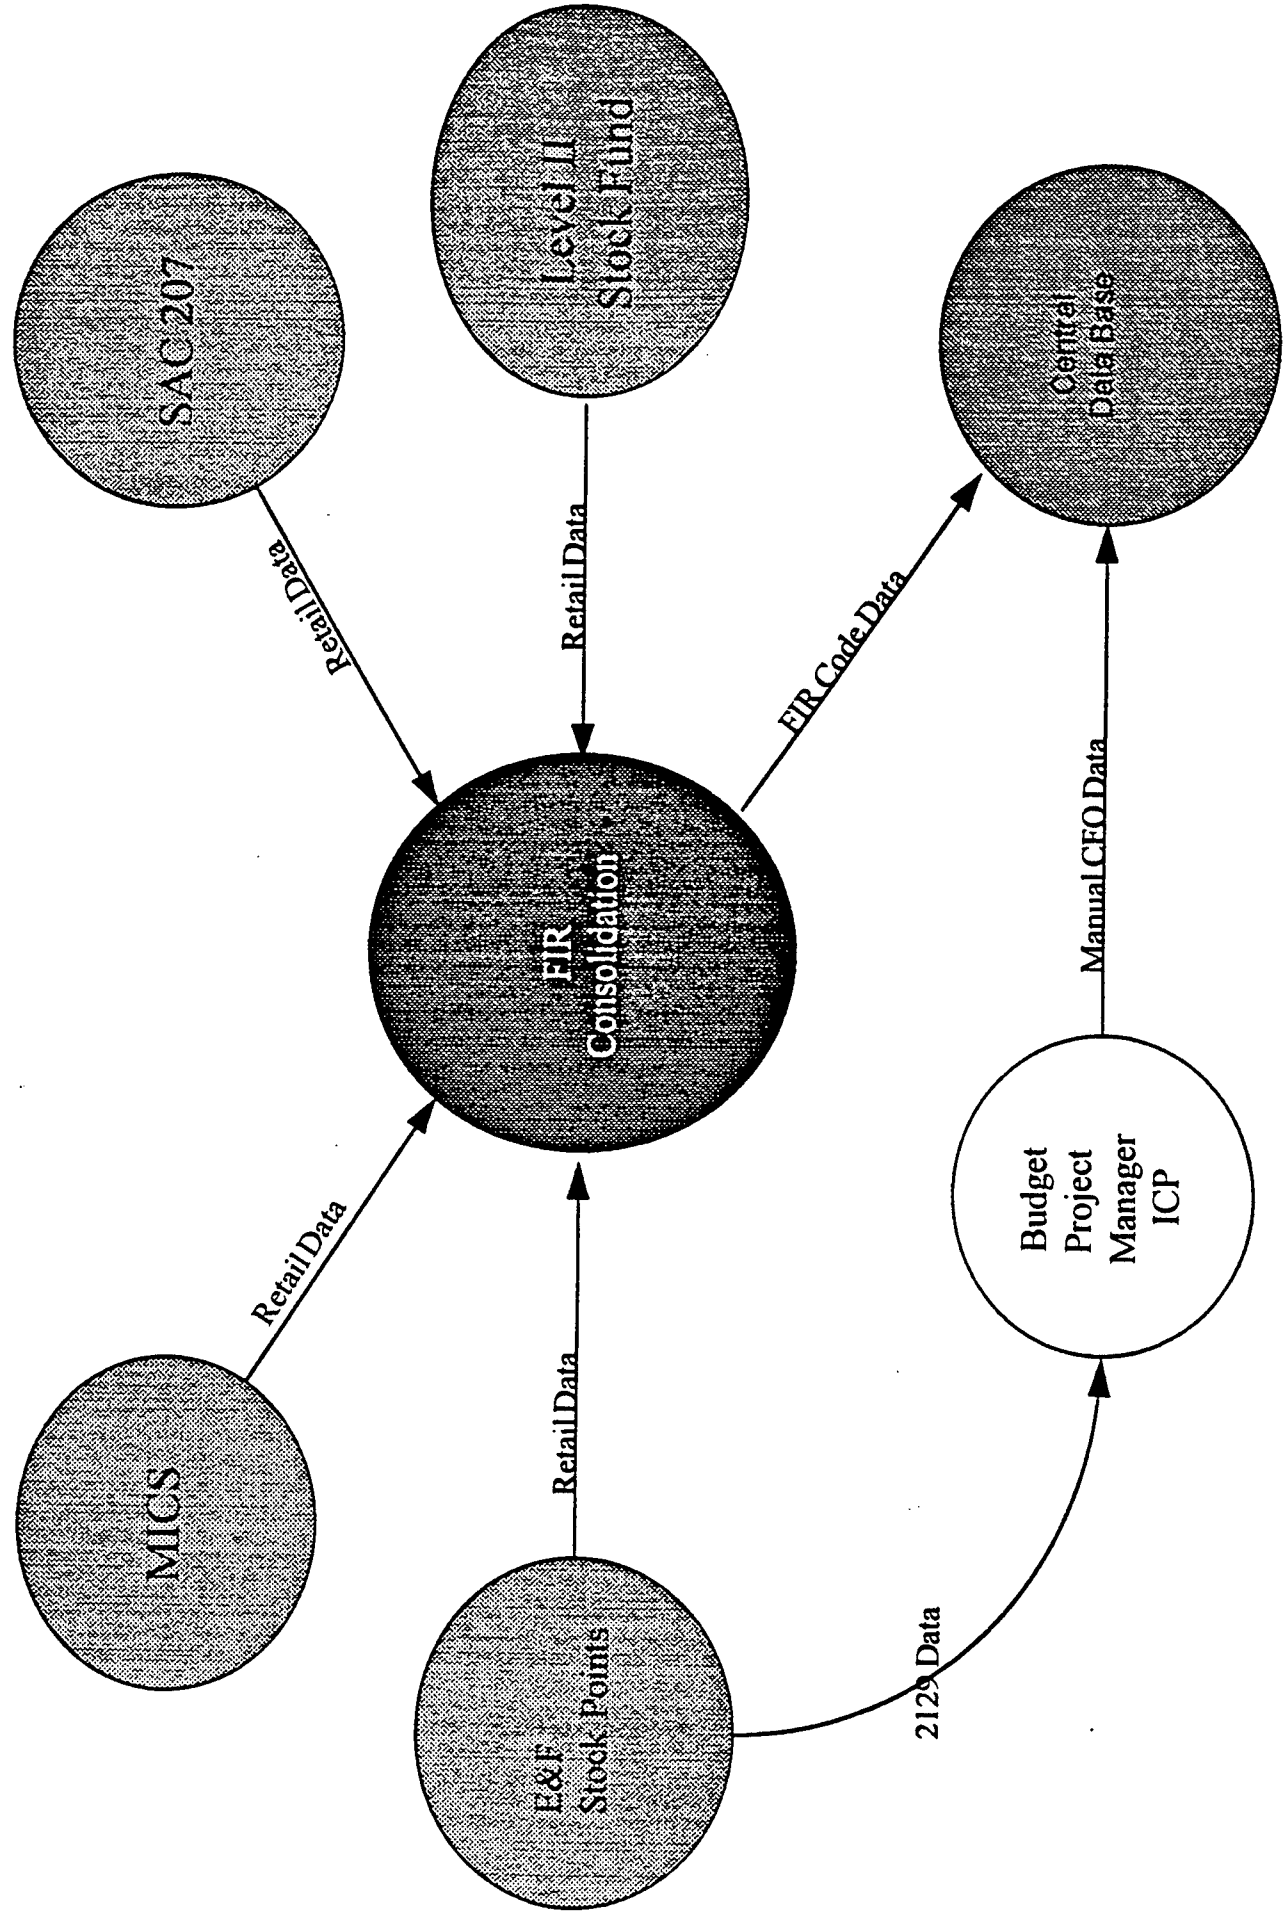 MICS
SAC 207
Retail Data
Retail Data
E&F
Stock Points
Retail Data
FIR
Consolidation
Retail Data
Level II
Stock Fund
2129 Data
FIR Code Data
Budget
Project
Manager
ICP
Manual CFO Data
Central
Data Base